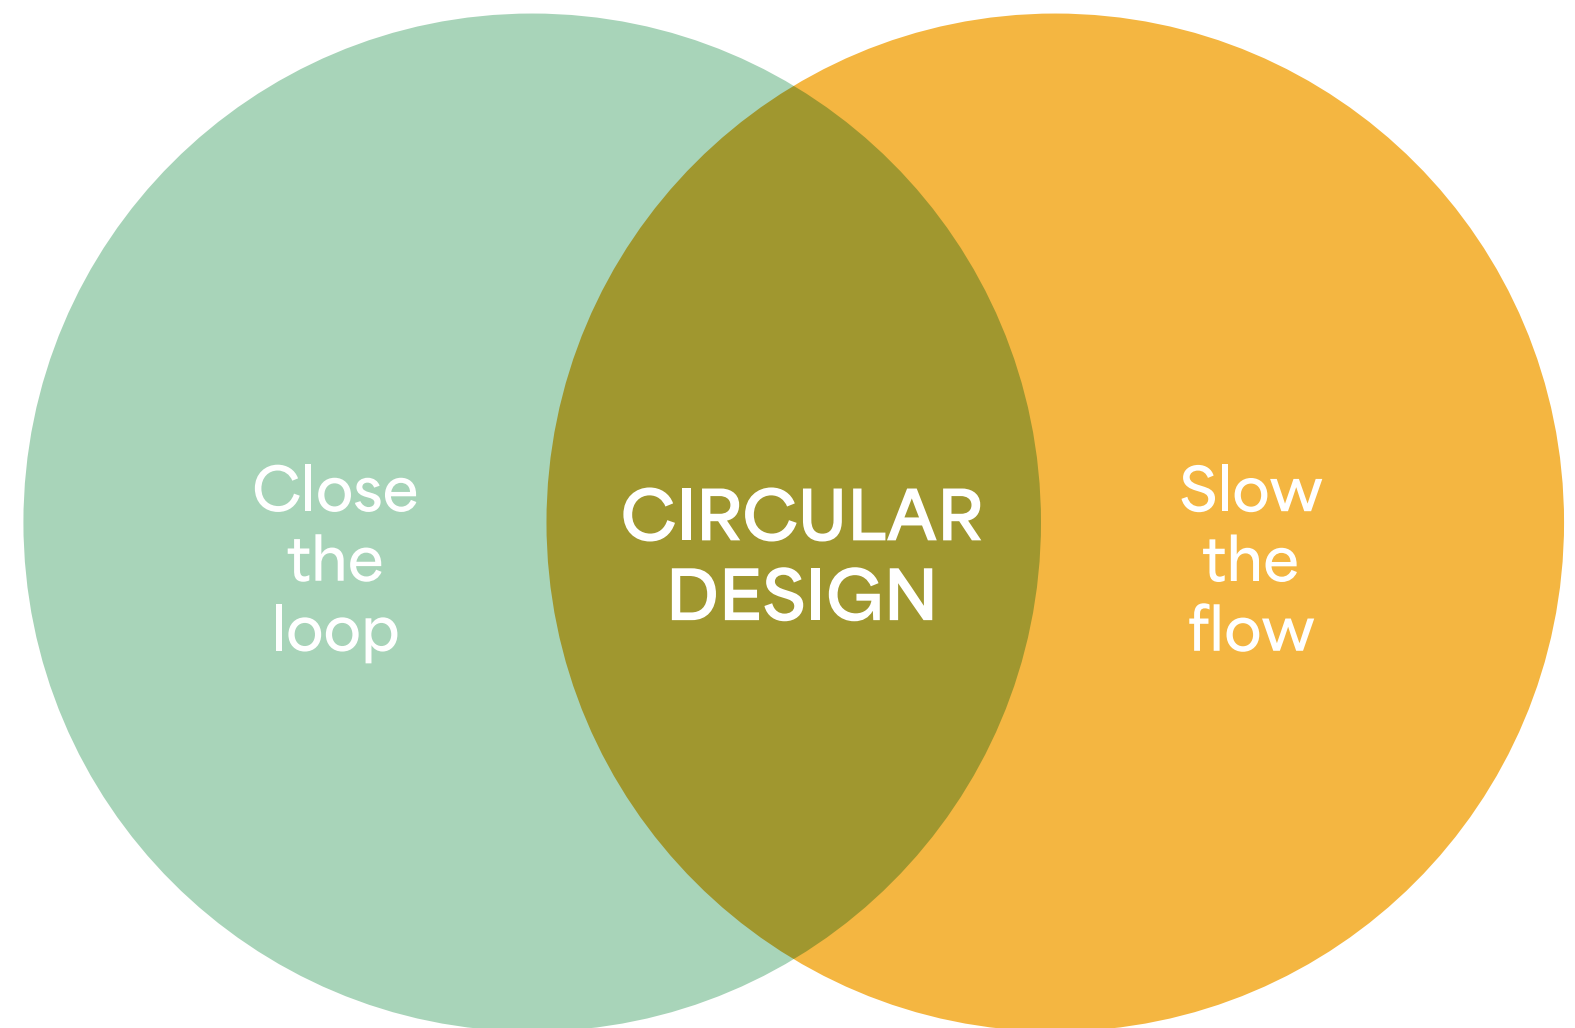 Close
the
loop
CIRCULAR
DESIGN
Slow
the
flow